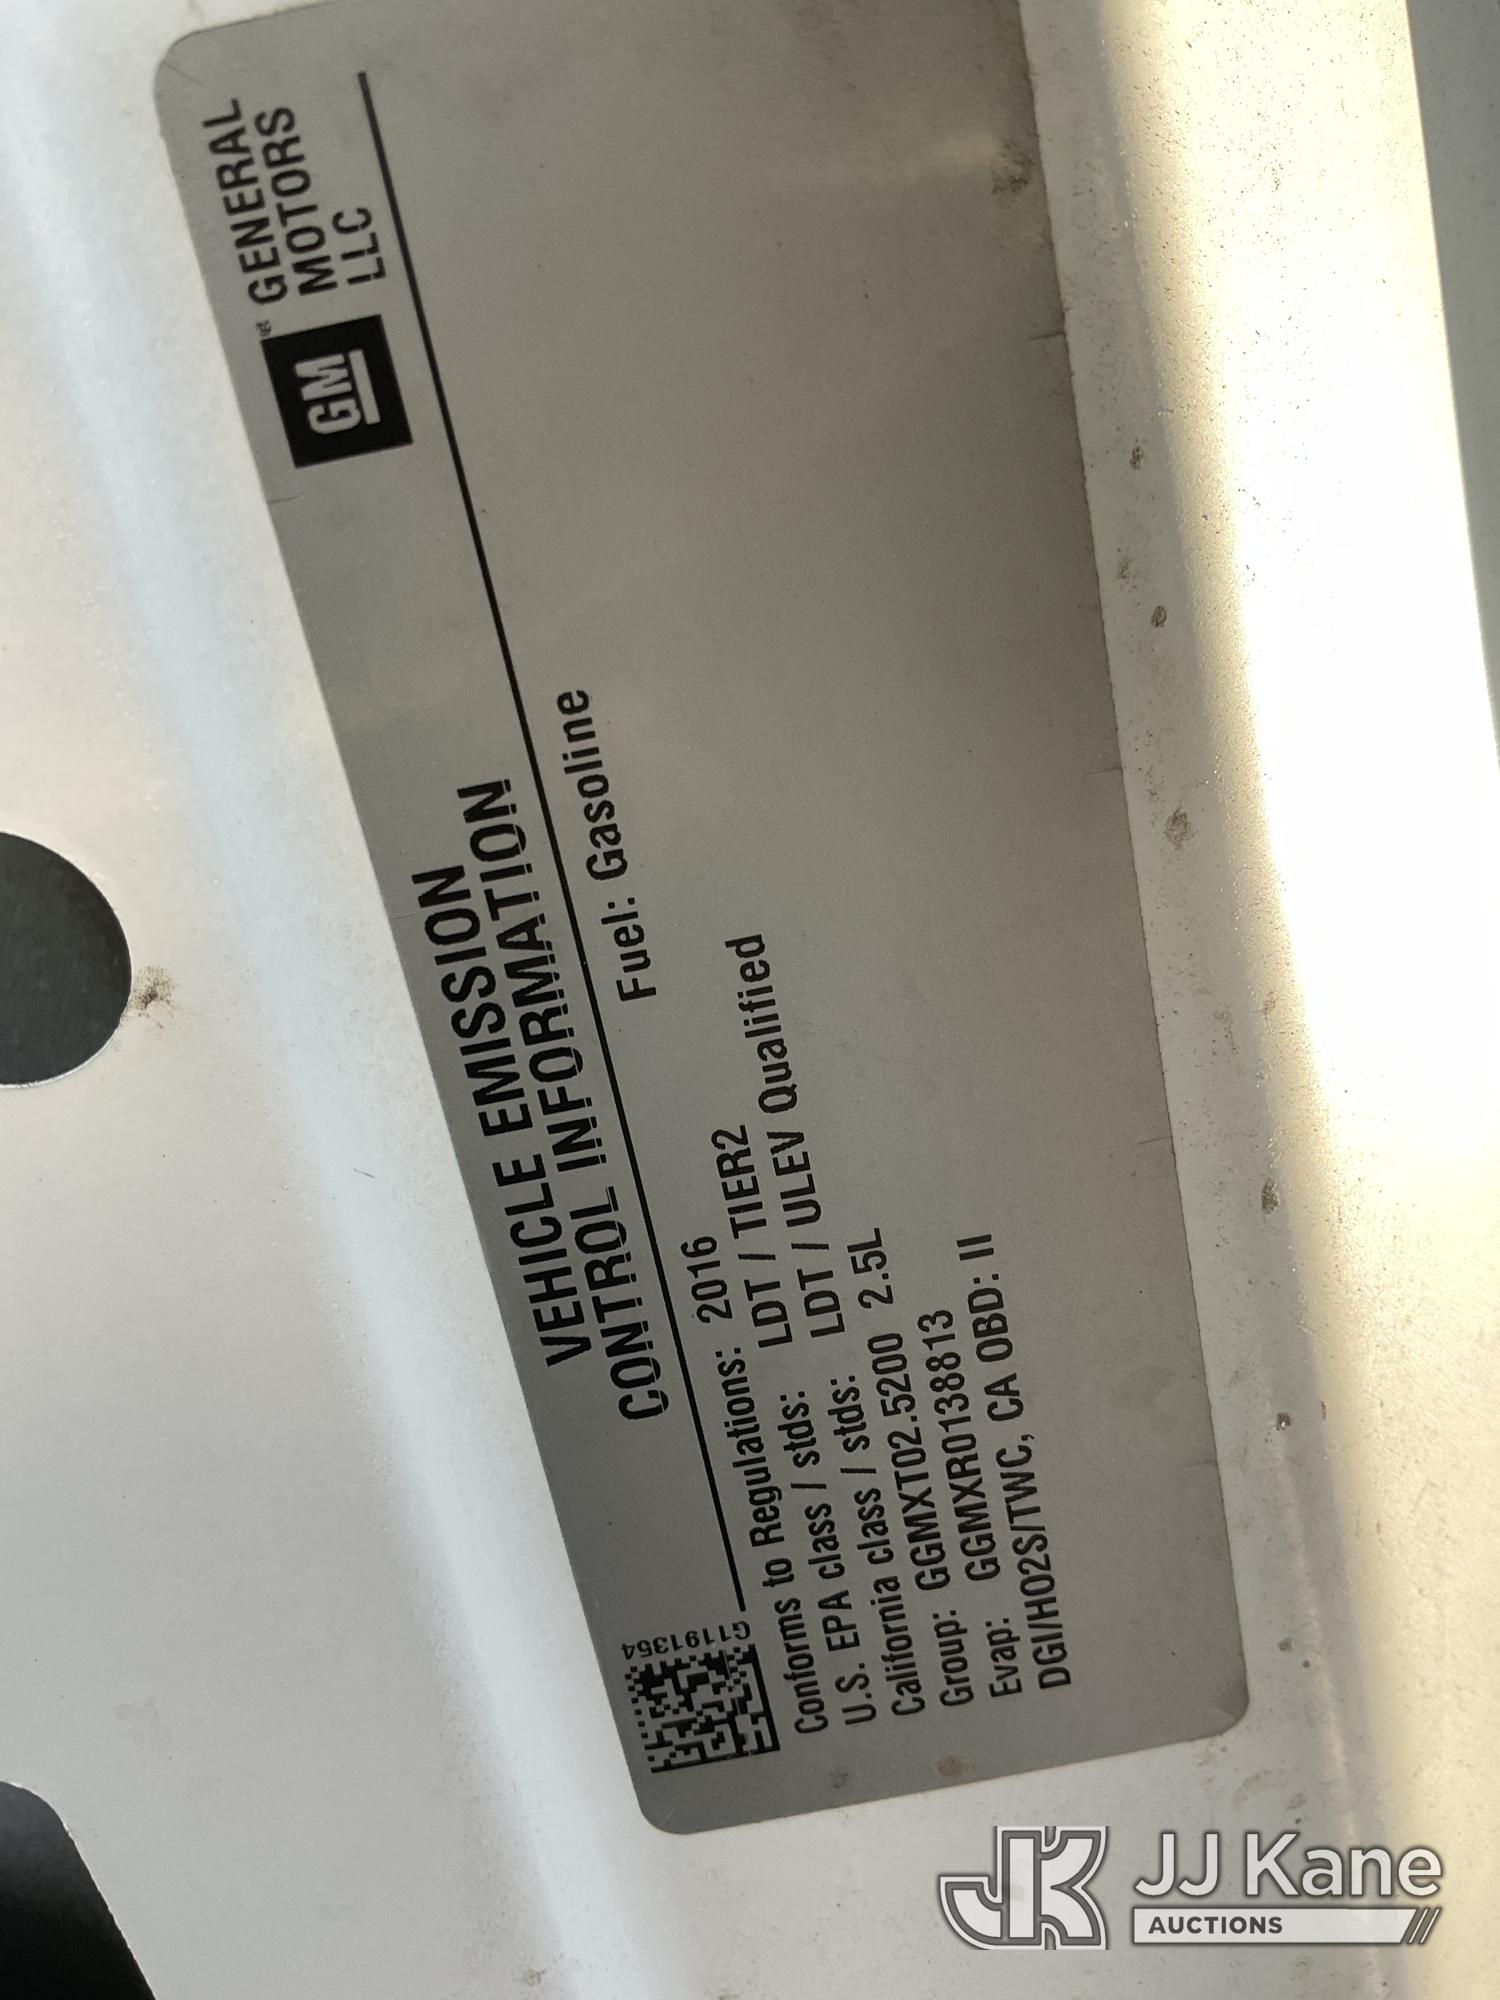 VEHICLE EMISSION
CONTROL INFORMATION
GM
GENERAL
MOTORS
LLC
G1191354
Fuel: Gasoline
Conforms to Regulations: 2016
U.S. EPA class / stds: LDT / TIER2
California class / stds: LDT / ULEV Qualified
Group: GGMXT02.5200 2.5L
Evap: GGMXR0138813
DGI/HO2S/TWC, CA OBD: II
JK
JJ Kane
AUCTIONS